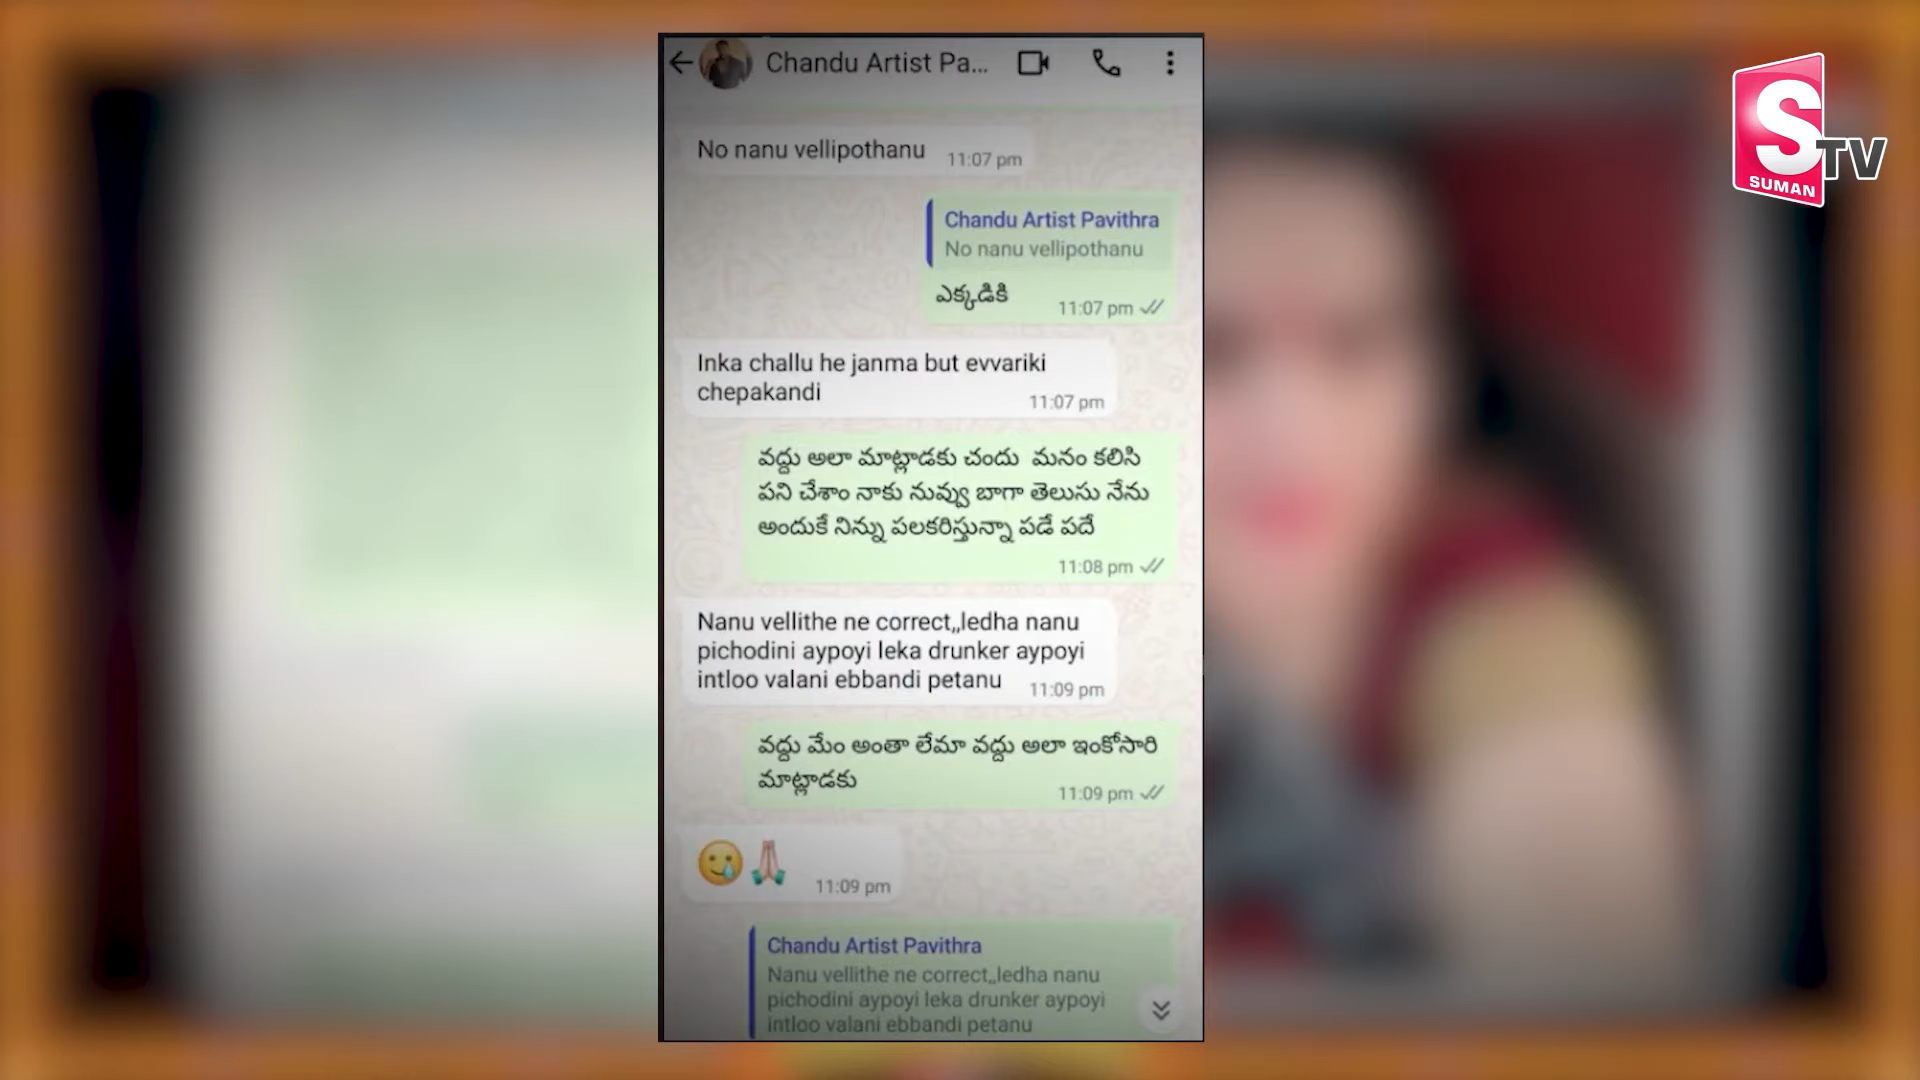 Chandu Artist Pa...
S
TV
SUMAN
No nanu vellipothanu
11:07 pm
Chandu Artist Pavithra
No nanu vellipothanu
ఎక్కడికి
11:07 pm
Inka challu he janma but evvariki
chepakandi
11:07 pm
వద్దు అలా మాట్లాడకు చందు మనం కలిసి
పని చేశాం నాకు నువ్వు బాగా తెలుసు నేను
అందుకే నిన్ను పలకరిస్తున్నా పడే పదే
11:08 pm
Nanu vellithe ne correct,,ledha nanu
pichodini aypoyi leka drunker aypoyi
intloo valani ebbandi petanu
11:09 pm
వద్దు మేం అంతా లేమా వద్దు అలా ఇంకోసారి
మాట్లాడకు
11:09 pm
🥲🙏🏻
11:09 pm
Chandu Artist Pavithra
Nanu vellithe ne correct,,ledha nanu
pichodini aypoyi leka drunker aypoyi
intloo valani ebbandi petanu